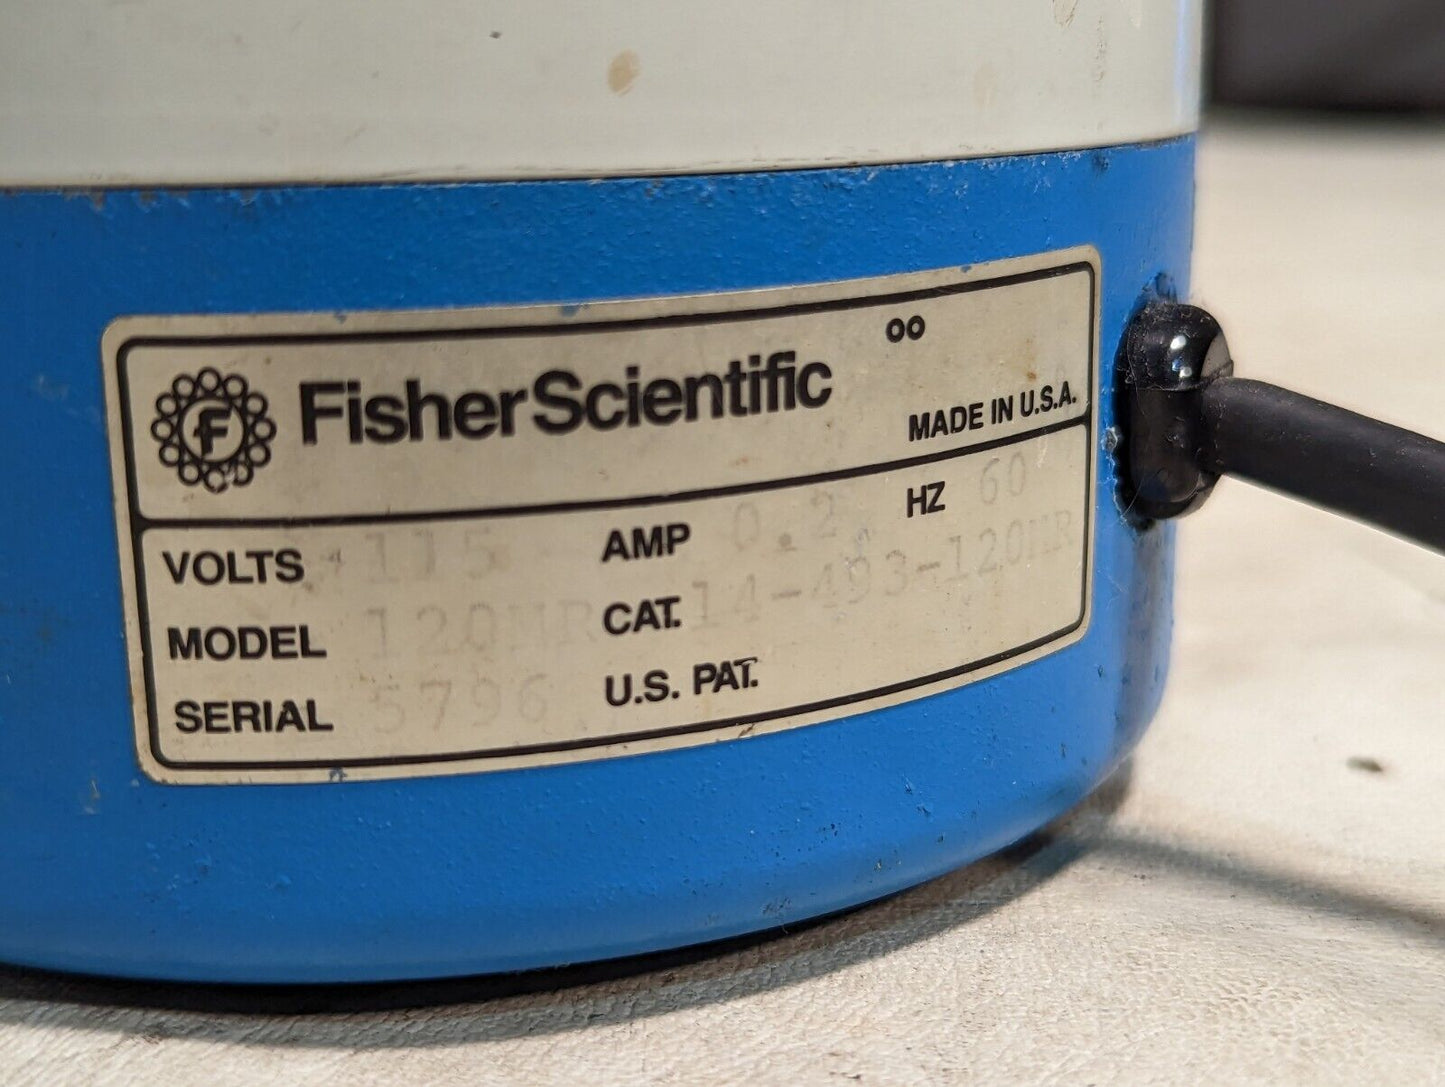 F
FisherScientific
MADE IN U.S.A.
VOLTS 115 AMP 0.2 HZ 60
MODEL 120MR CAT. 14-493-120MR
SERIAL 5796 U.S. PAT.